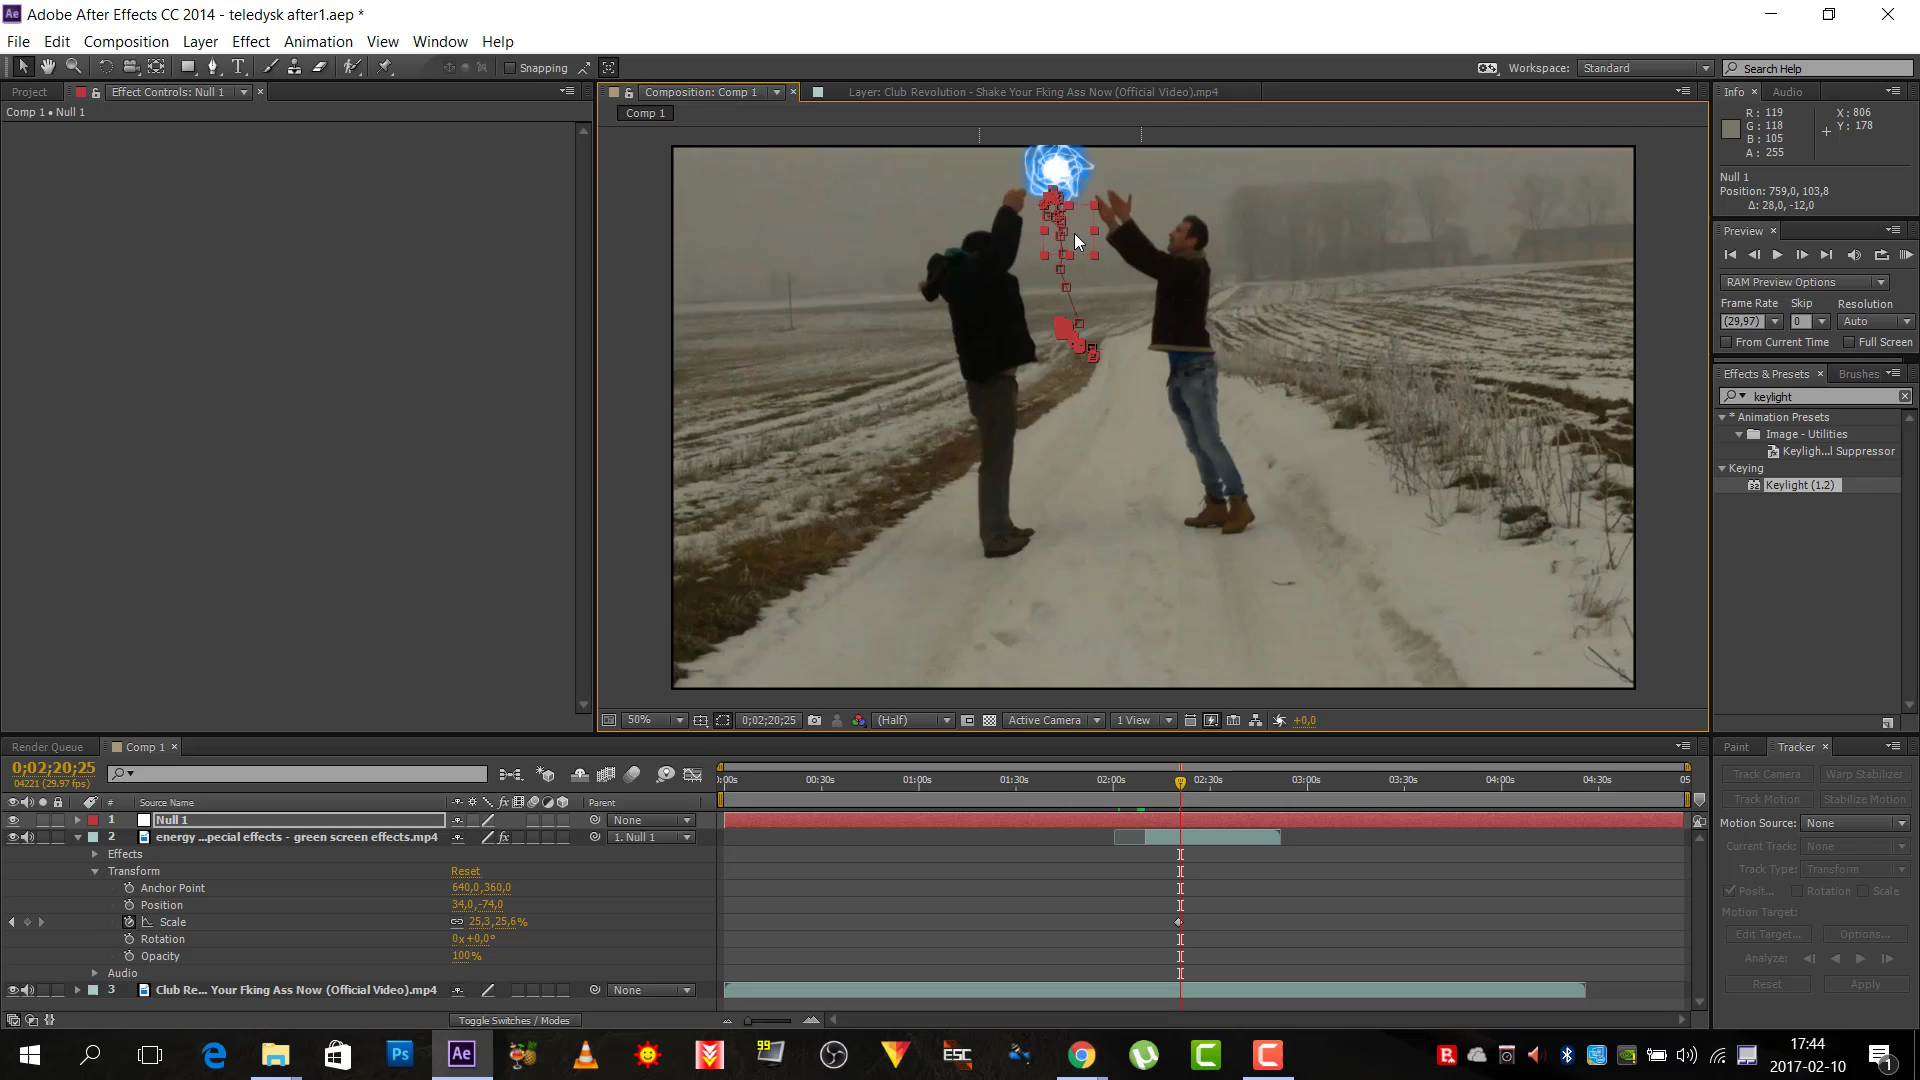 Adobe After Effects CC 2014 - teledysk after1.aep *
File Edit Composition Layer Effect Animation View Window Help
Snapping
Workspace: Standard
Search Help
Project
Effect Controls: Null 1
Comp 1 • Null 1
Composition: Comp 1
Layer: Club Revolution - Shake Your Fking Ass Now (Official Video).mp4
Comp 1
Info Audio
R: 119
G: 118
B: 105
A: 255
X: 806
Y: 178
Null 1
Position: 759,0, 103,8
Δ: 28,0, -12,0
Preview
RAM Preview Options
Frame Rate Skip Resolution
(29,97) 0 Auto
From Current Time Full Screen
Effects & Presets Brushes
keylight
* Animation Presets
Image - Utilities
Keyligh...l Suppressor
Keying
Keylight (1.2)
50% 0;02;20;25 (Half) Active Camera 1 View +0,0
Render Queue Comp 1
0;02;20;25
04221 (29.97 fps)
# Source Name fx Parent
:00s 00:30s 01:00s 01:30s 02:00s 02:30s 03:00s 03:30s 04:00s 04:30s 05
1 Null 1 None
2 energy ...pecial effects - green screen effects.mp4 fx 1. Null 1
Effects
Transform Reset
Anchor Point 640,0,360,0
Position 34,0,-74,0
Scale 25,3,25,6%
Rotation 0x+0,0°
Opacity 100%
Audio
3 Club Re... Your Fking Ass Now (Official Video).mp4 None
Toggle Switches / Modes
Paint Tracker
Track Camera Warp Stabilizer
Track Motion Stabilize Motion
Motion Source: None
Current Track: None
Track Type: Transform
Posit... Rotation Scale
Motion Target:
Edit Target... Options...
Analyze:
Reset Apply
Ps Ae 99 ESC C C
17:44
2017-02-10
1